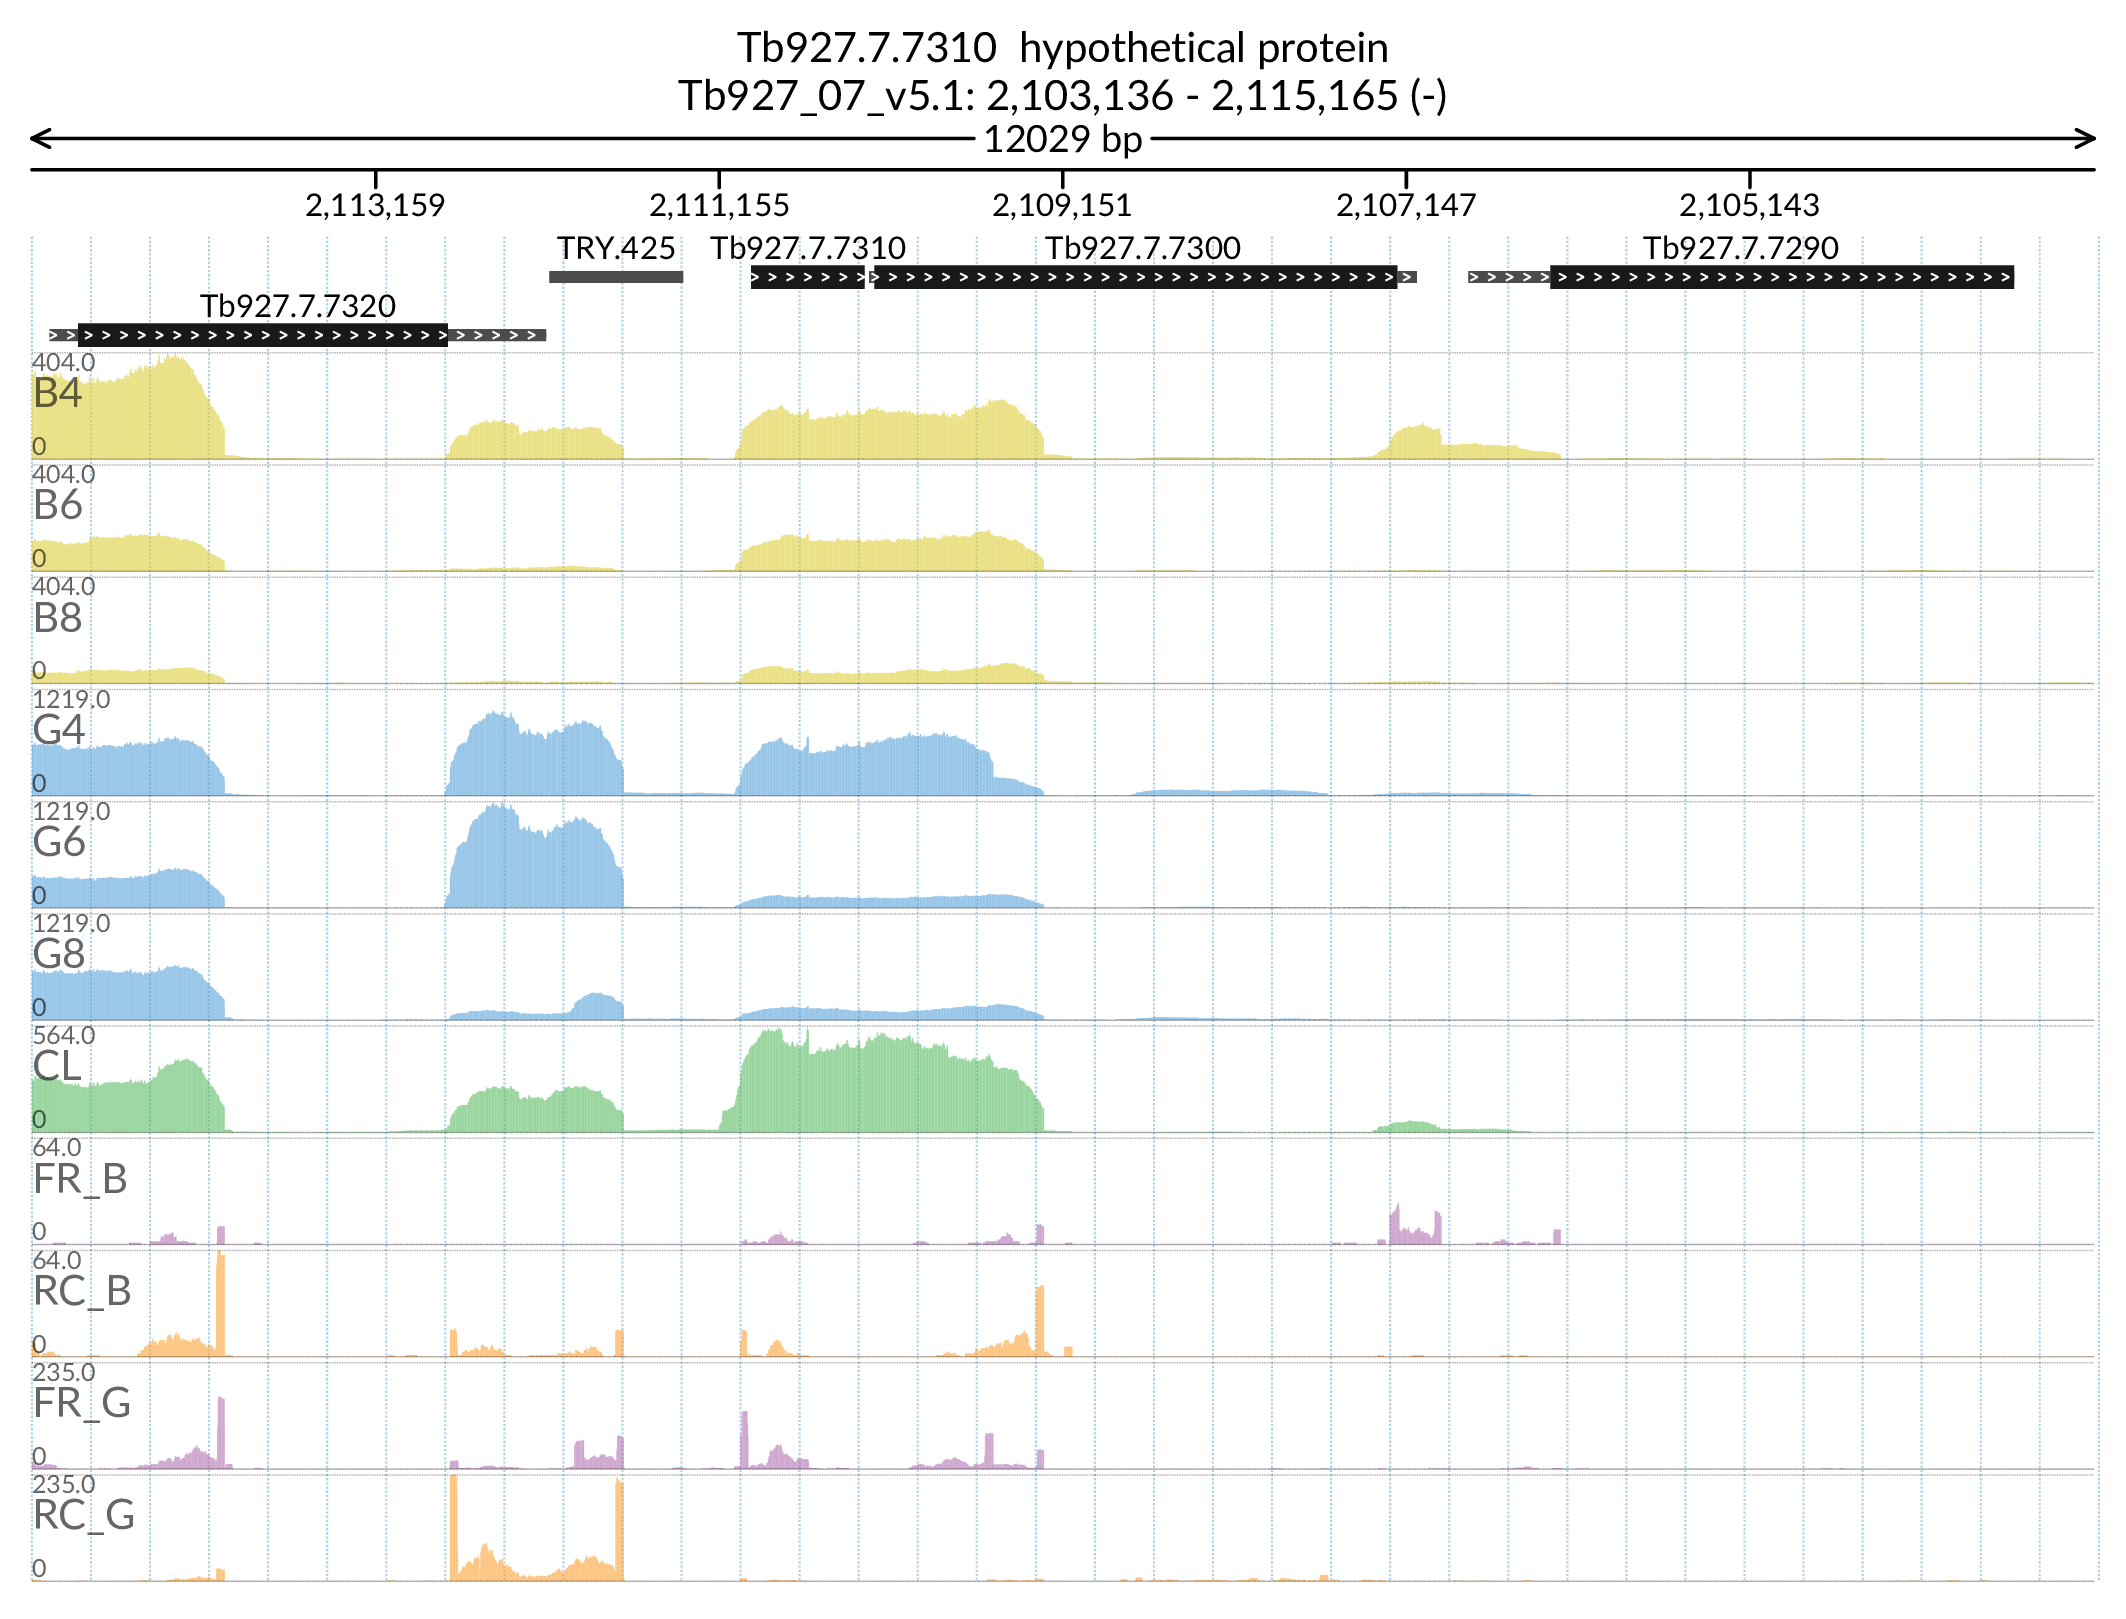 Tb927.7.7310 hypothetical protein
Tb927_07_v5.1: 2,103,136 - 2,115,165 (-)
12029 bp
2,113,159 2,111,155 2,109,151 2,107,147 2,105,143
TRY.425 Tb927.7.7310 Tb927.7.7300 Tb927.7.7290
Tb927.7.7320
404.0
B4
0
404.0
B6
0
404.0
B8
0
1219.0
G4
0
1219.0
G6
0
1219.0
G8
0
564.0
CL
0
64.0
FR_B
0
64.0
RC_B
0
235.0
FR_G
0
235.0
RC_G
0